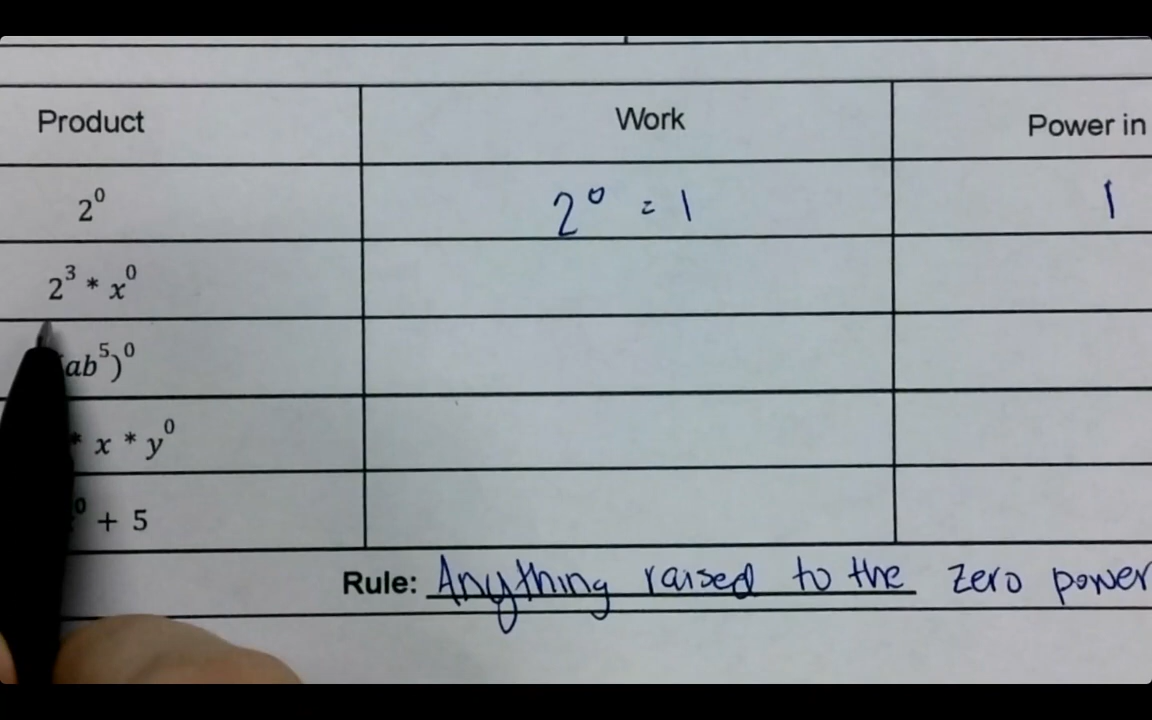 Product Work Power in
2⁰ 2⁰ = 1 1
2³ * x⁰
(ab⁵)⁰
* x * y⁰
⁰ + 5
Rule: Anything raised to the zero power